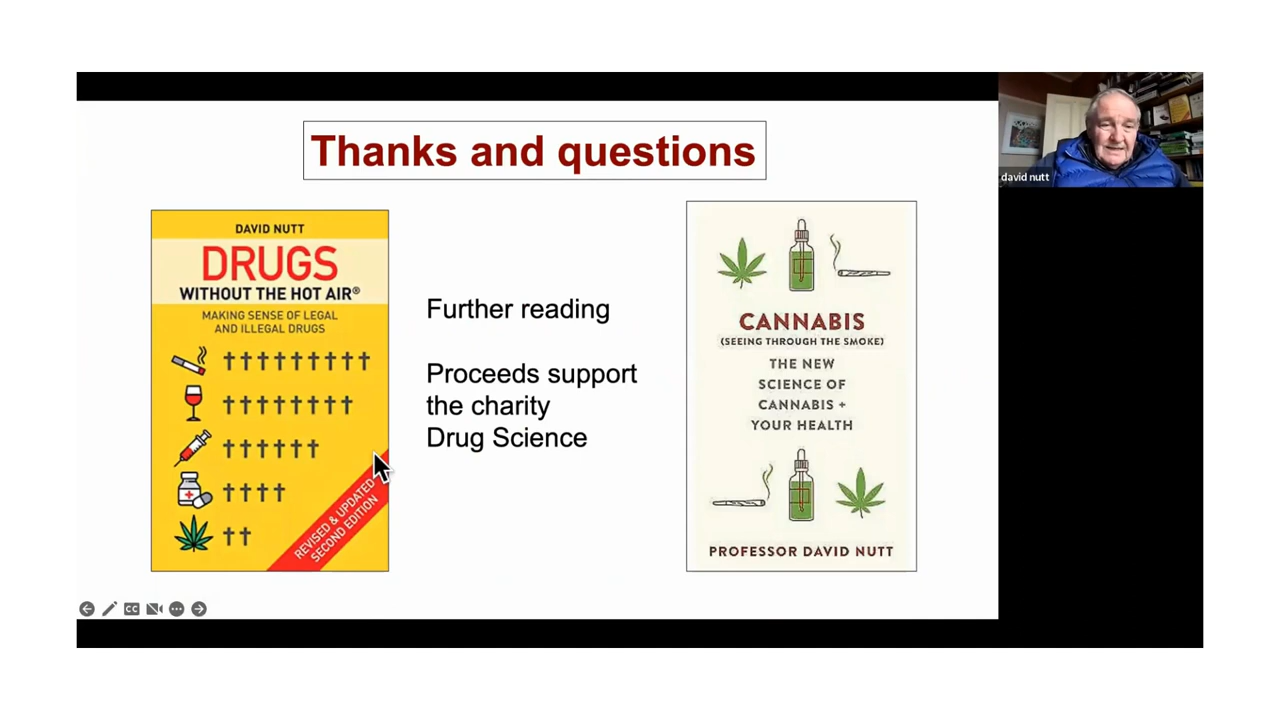 Thanks and questions
david nutt
DAVID NUTT
DRUGS
WITHOUT THE HOT AIR®
MAKING SENSE OF LEGAL
AND ILLEGAL DRUGS
REVISED & UPDATED
SECOND EDITION
Further reading
Proceeds support
the charity
Drug Science
CANNABIS
(SEEING THROUGH THE SMOKE)
THE NEW
SCIENCE OF
CANNABIS +
YOUR HEALTH
PROFESSOR DAVID NUTT
CC